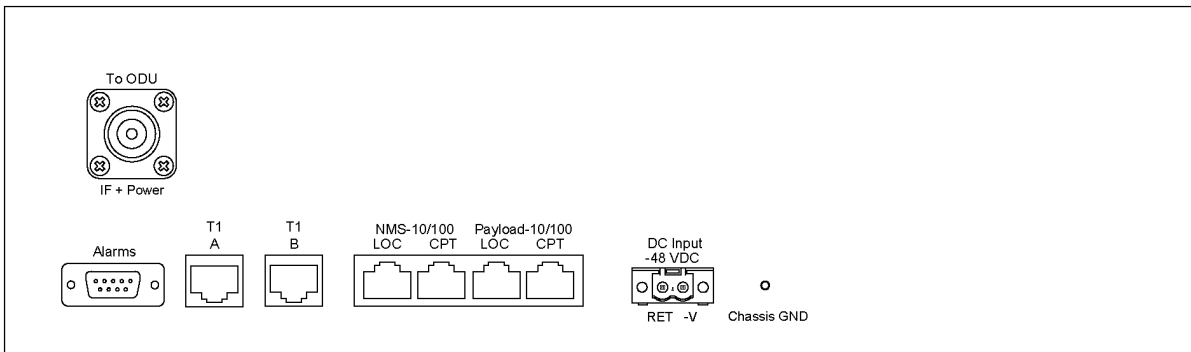 To ODU
IF + Power
Alarms
T1
A
T1
B
NMS-10/100 Payload-10/100
LOC CPT LOC CPT
DC Input
-48 VDC
RET -V
Chassis GND